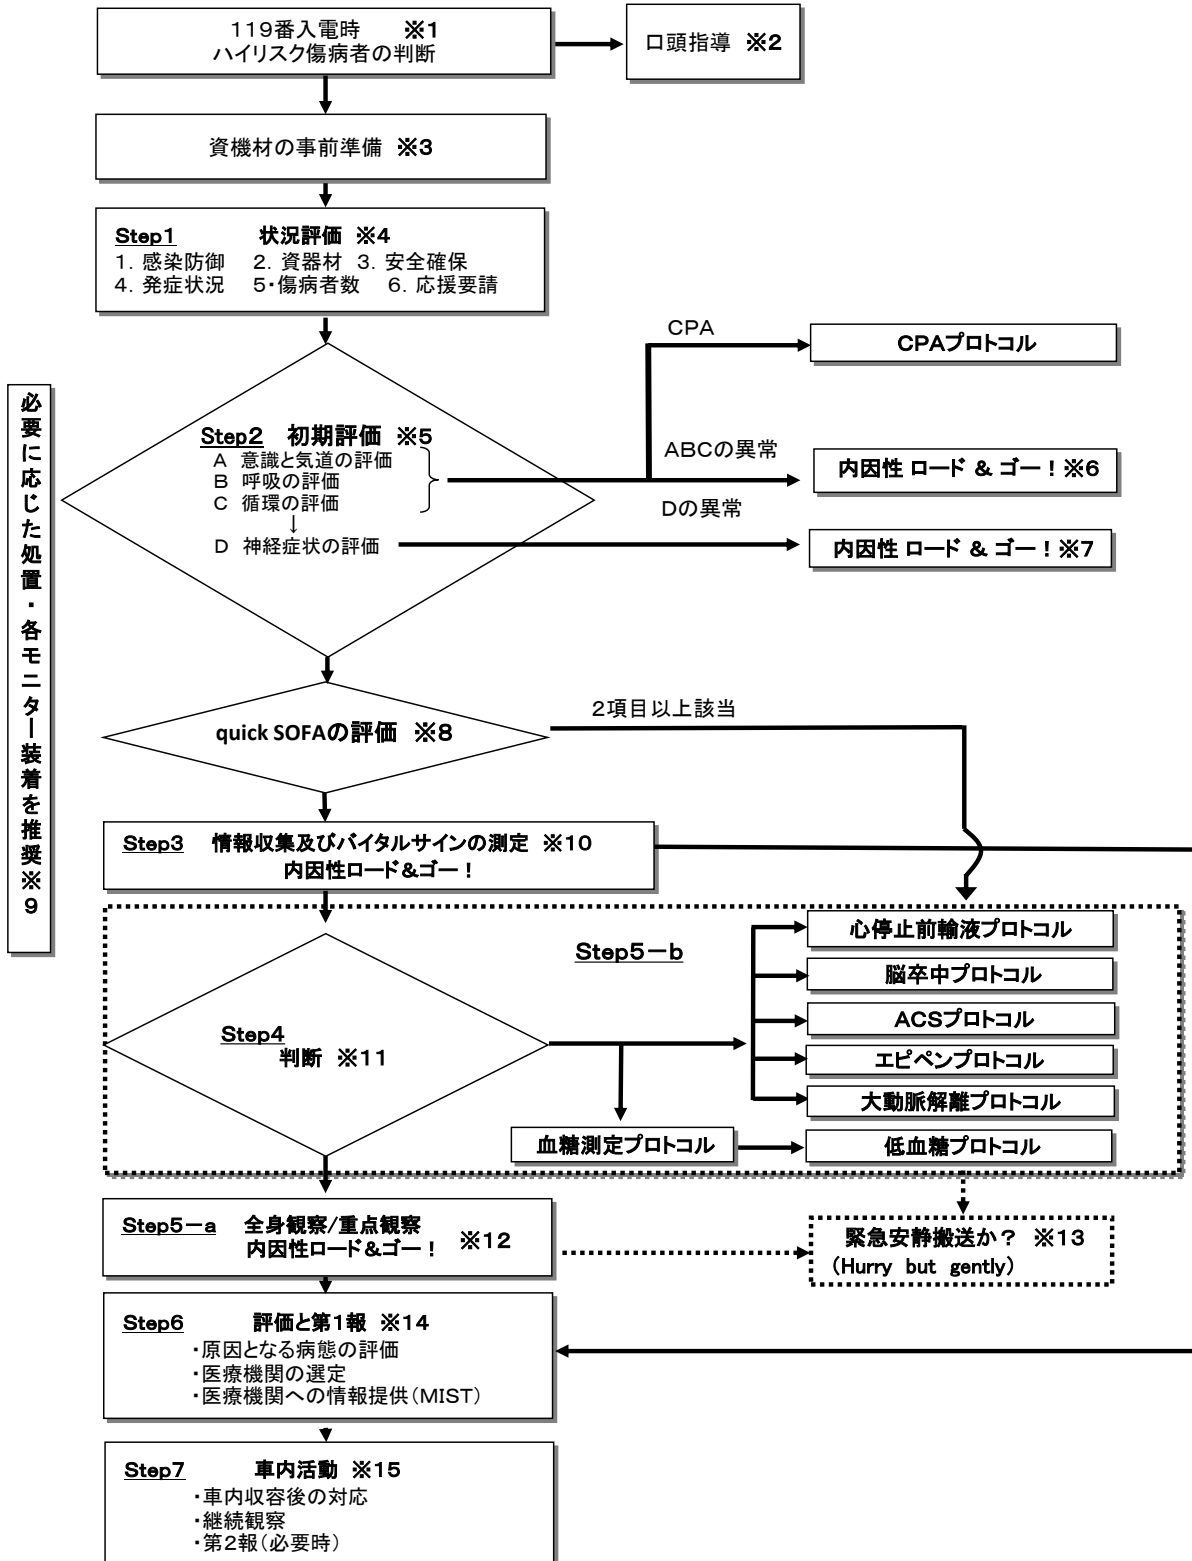 119番入電時　※1
ハイリスク傷病者の判断
口頭指導 ※2
資機材の事前準備 ※3
Step1　状況評価 ※4
1．感染防御　2．資器材　3．安全確保
4．発症状況　5・傷病者数　6．応援要請
必要に応じた処置・各モニター装着を推奨※9
Step2　初期評価 ※5
A 意識と気道の評価
B 呼吸の評価
C 循環の評価
↓
D 神経症状の評価
CPA
CPAプロトコル
ABCの異常
内因性 ロード ＆ ゴー！※6
Dの異常
内因性 ロード ＆ ゴー！※7
quick SOFAの評価 ※8
2項目以上該当
Step3　情報収集及びバイタルサインの測定 ※10
内因性ロード＆ゴー！
Step4
判断 ※11
Step5－b
心停止前輸液プロトコル
脳卒中プロトコル
ACSプロトコル
エピペンプロトコル
大動脈解離プロトコル
血糖測定プロトコル
低血糖プロトコル
Step5－a　全身観察/重点観察
内因性ロード＆ゴー！　※12
緊急安静搬送か？ ※13
（Hurry but gently）
Step6　評価と第1報 ※14
・原因となる病態の評価
・医療機関の選定
・医療機関への情報提供（MIST）
Step7　車内活動 ※15
・車内収容後の対応
・継続観察
・第2報（必要時）